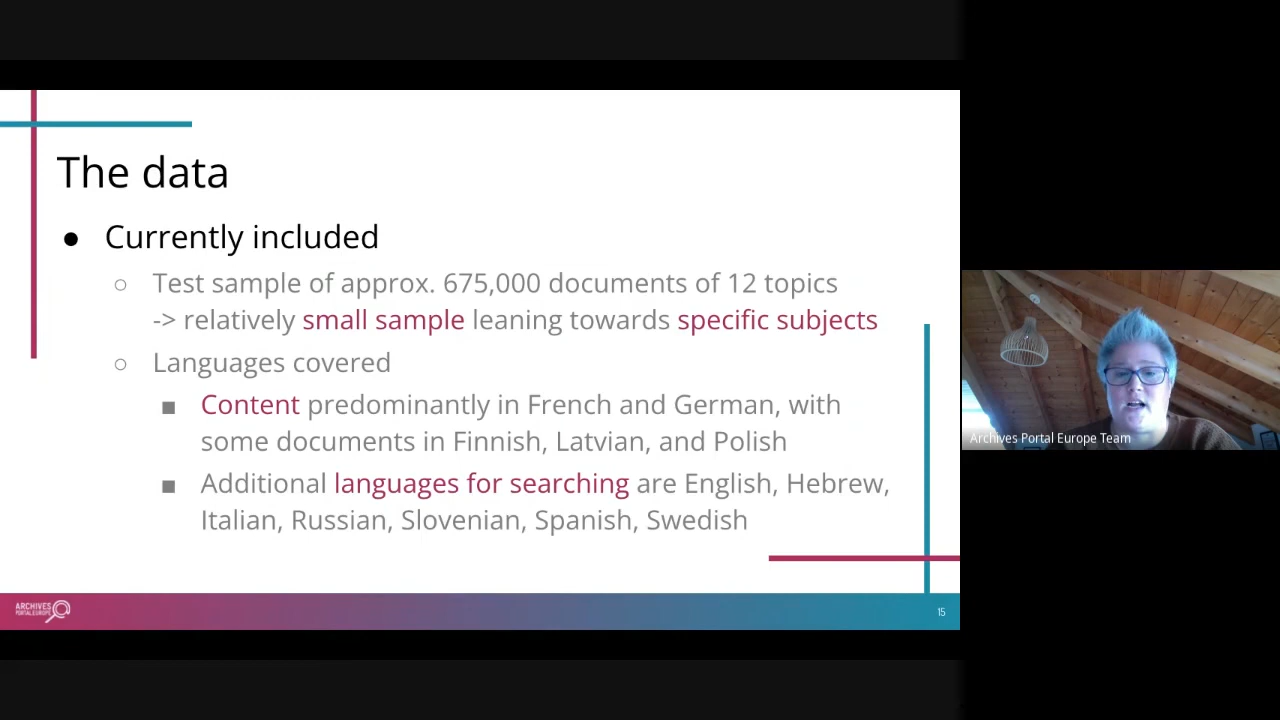 The data
● Currently included
○ Test sample of approx. 675,000 documents of 12 topics
-> relatively small sample leaning towards specific subjects
○ Languages covered
■ Content predominantly in French and German, with
some documents in Finnish, Latvian, and Polish
■ Additional languages for searching are English, Hebrew,
Italian, Russian, Slovenian, Spanish, Swedish
ARCHIVES
PORTAL EUROPE
15
Archives Portal Europe Team